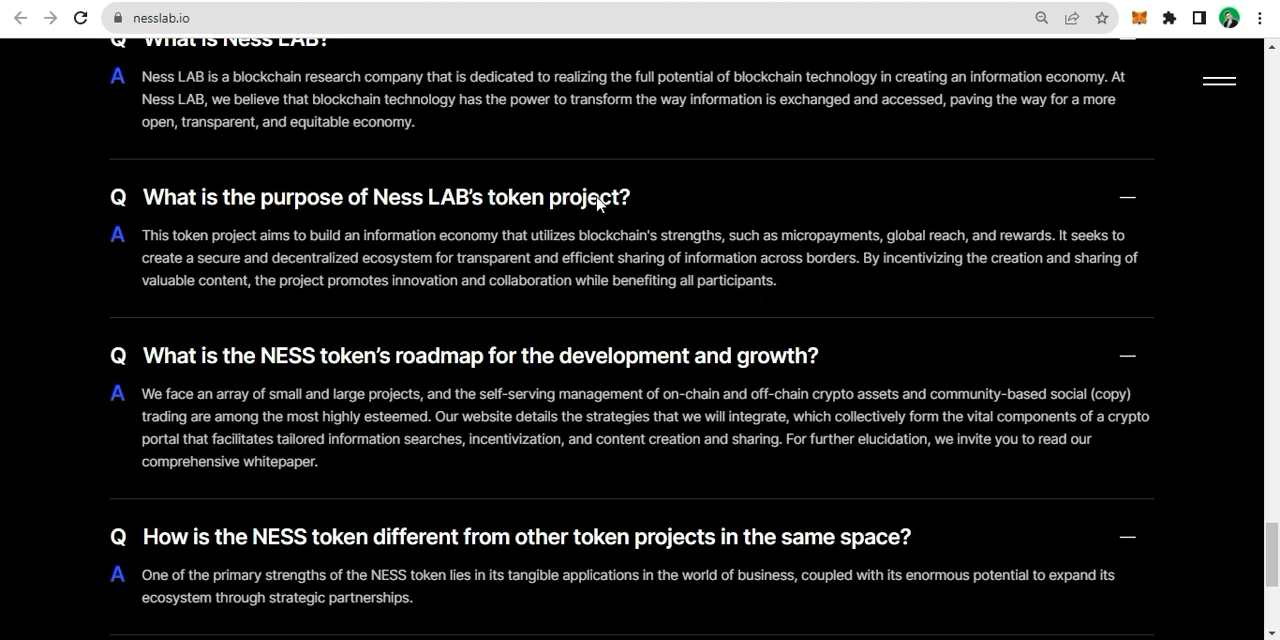 nesslab.io
Q What is Ness LAB?
A Ness LAB is a blockchain research company that is dedicated to realizing the full potential of blockchain technology in creating an information economy. At
Ness LAB, we believe that blockchain technology has the power to transform the way information is exchanged and accessed, paving the way for a more
open, transparent, and equitable economy.
Q What is the purpose of Ness LAB’s token project?
A This token project aims to build an information economy that utilizes blockchain's strengths, such as micropayments, global reach, and rewards. It seeks to
create a secure and decentralized ecosystem for transparent and efficient sharing of information across borders. By incentivizing the creation and sharing of
valuable content, the project promotes innovation and collaboration while benefiting all participants.
Q What is the NESS token’s roadmap for the development and growth?
A We face an array of small and large projects, and the self-serving management of on-chain and off-chain crypto assets and community-based social (copy)
trading are among the most highly esteemed. Our website details the strategies that we will integrate, which collectively form the vital components of a crypto
portal that facilitates tailored information searches, incentivization, and content creation and sharing. For further elucidation, we invite you to read our
comprehensive whitepaper.
Q How is the NESS token different from other token projects in the same space?
A One of the primary strengths of the NESS token lies in its tangible applications in the world of business, coupled with its enormous potential to expand its
ecosystem through strategic partnerships.